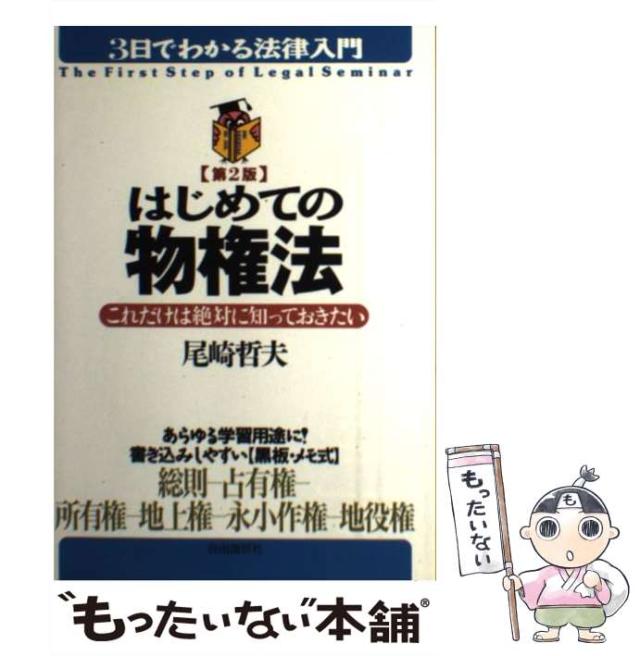 3日でわかる法律入門
The First Step of Legal Seminar
【第2版】
はじめての
物権法
これだけは絶対に知っておきたい
尾崎哲夫
あらゆる学習用途に!
書き込みしやすい【黒板・メモ式】
総則―占有権―
所有権―地上権―永小作権―地役権
自由国民社
も
もったいない
“もったいない”本舗®